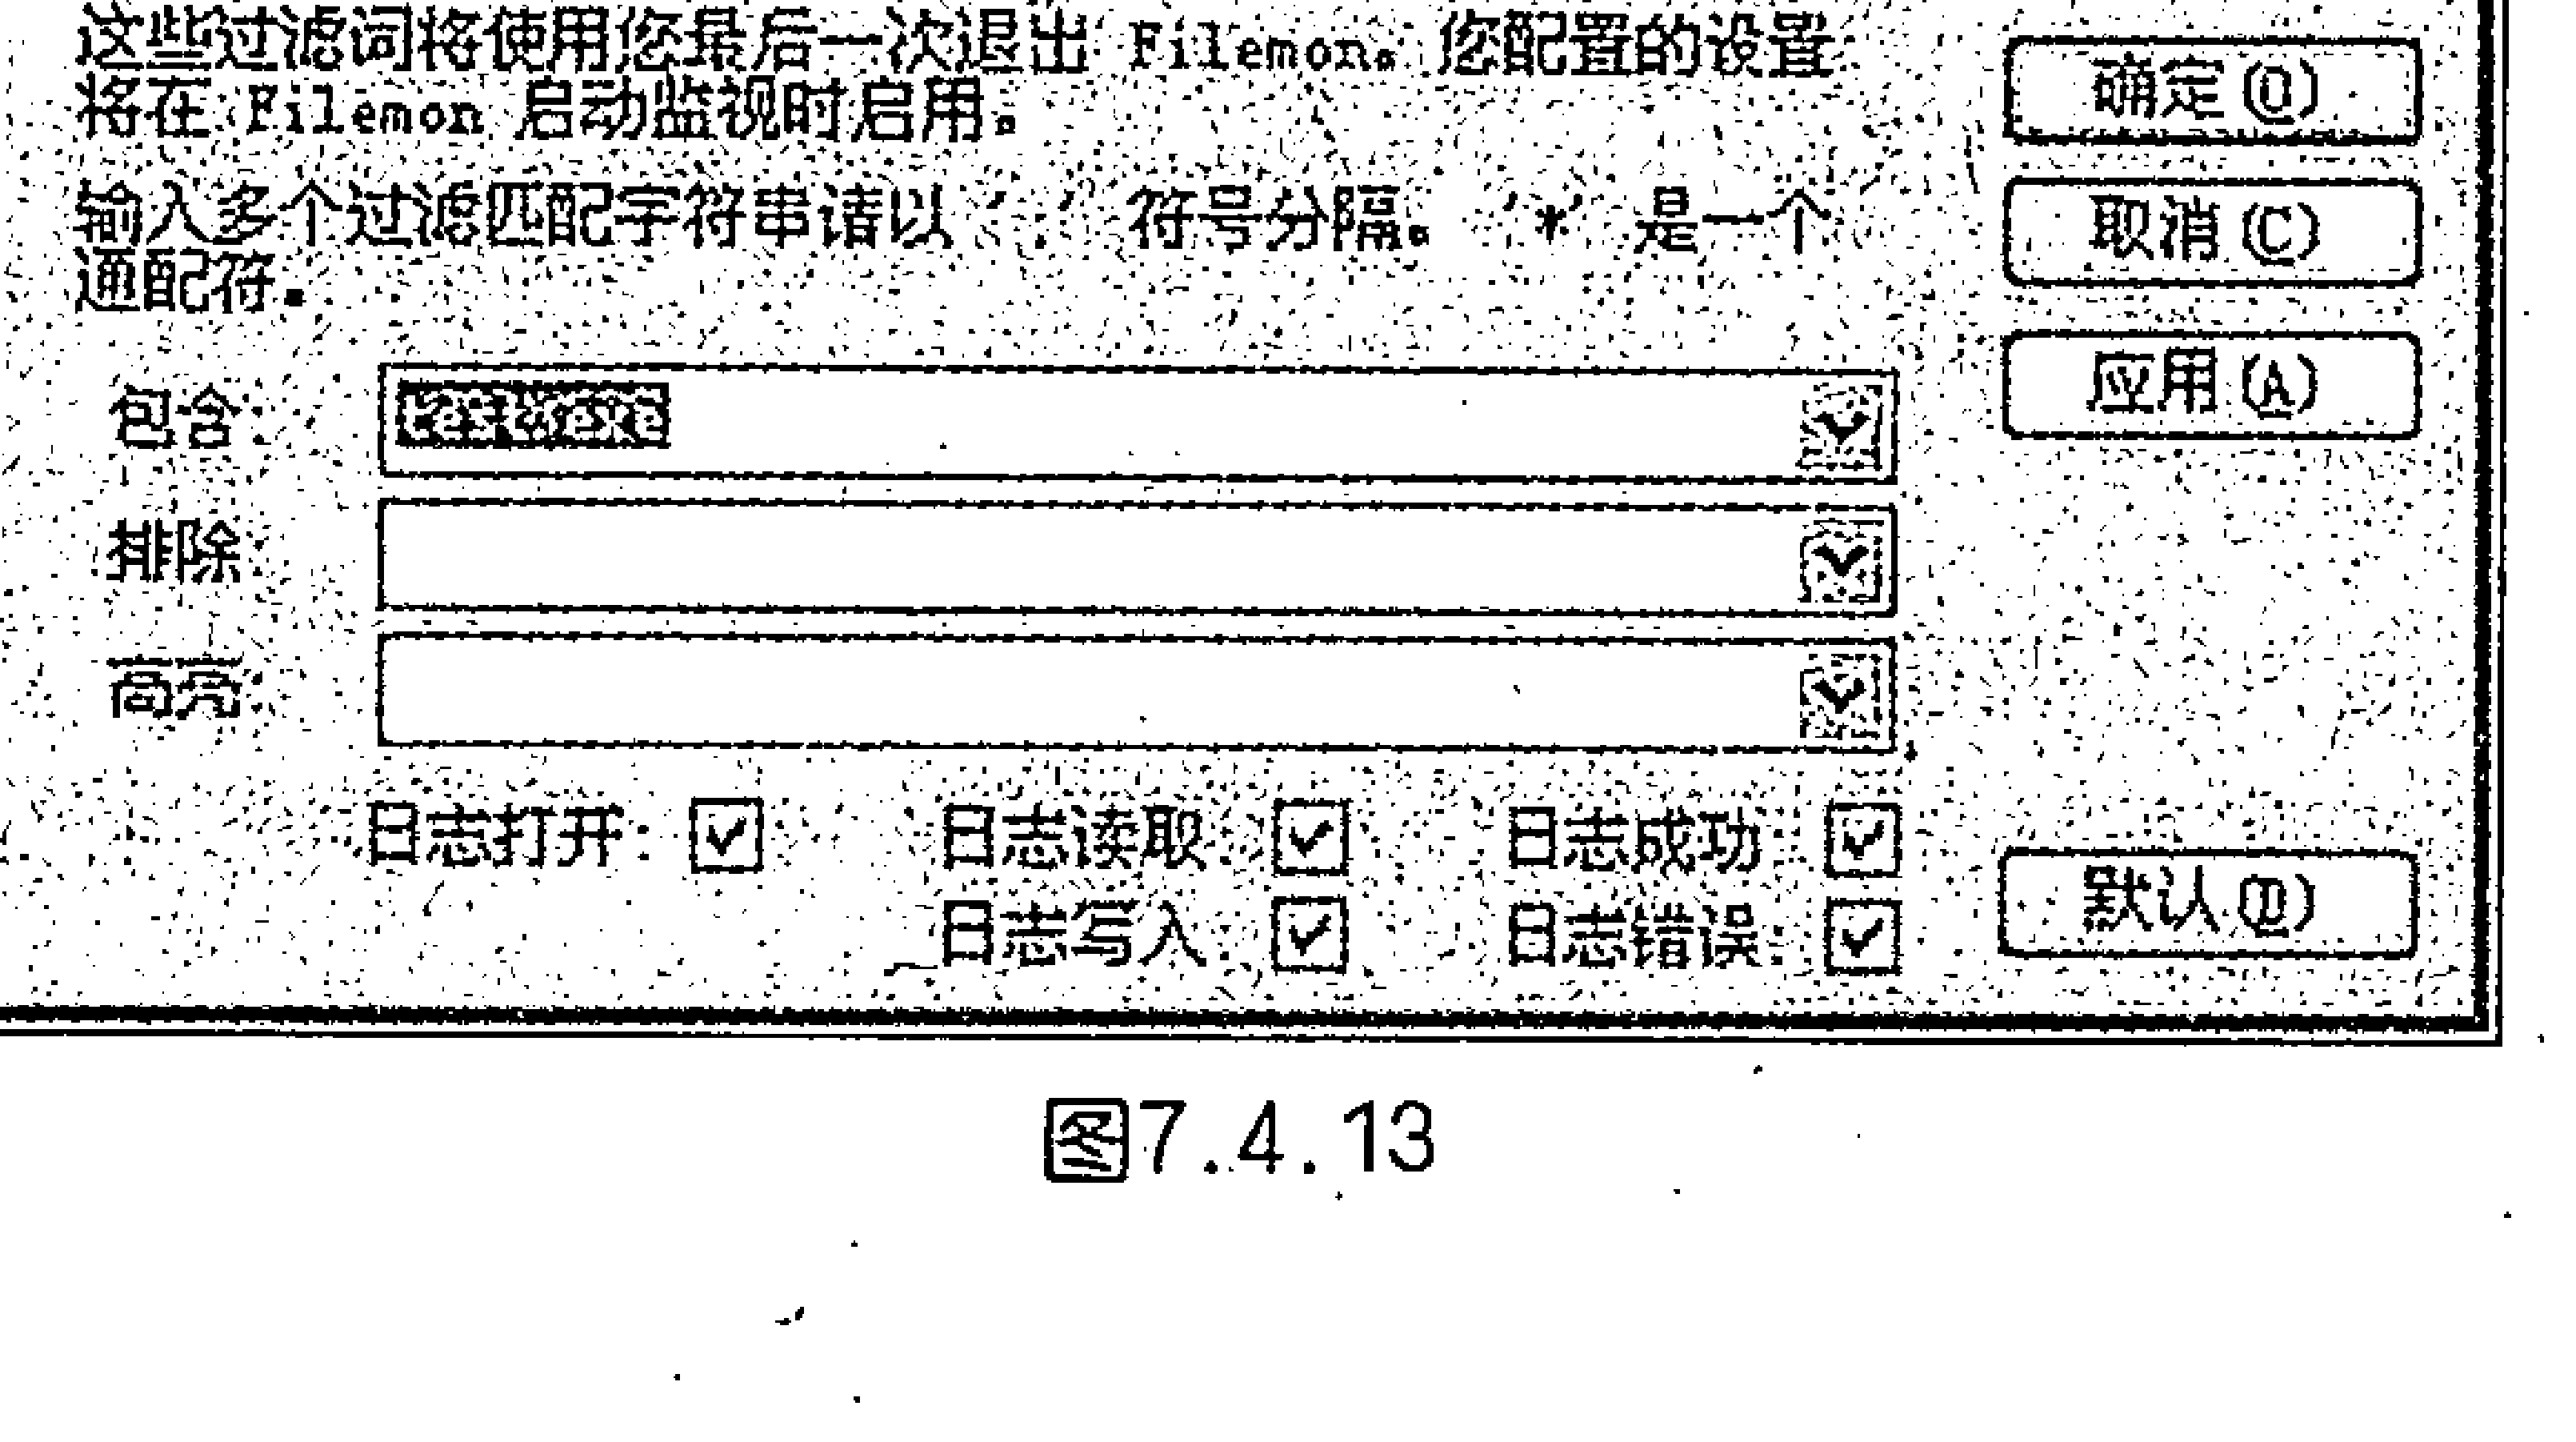 这些过滤词将使用您最后一次退出 Filemon。您配置的设置
将在 Filemon 启动监视时启用。
输入多个过滤匹配字符串请以 ';' 符号分隔。 '*' 是一个
通配符.
包含:
排除:
高亮:
日志打开:
日志读取:
日志成功:
日志写入:
日志错误:
确定(O)
取消(C)
应用(A)
默认(D)
图7.4.13